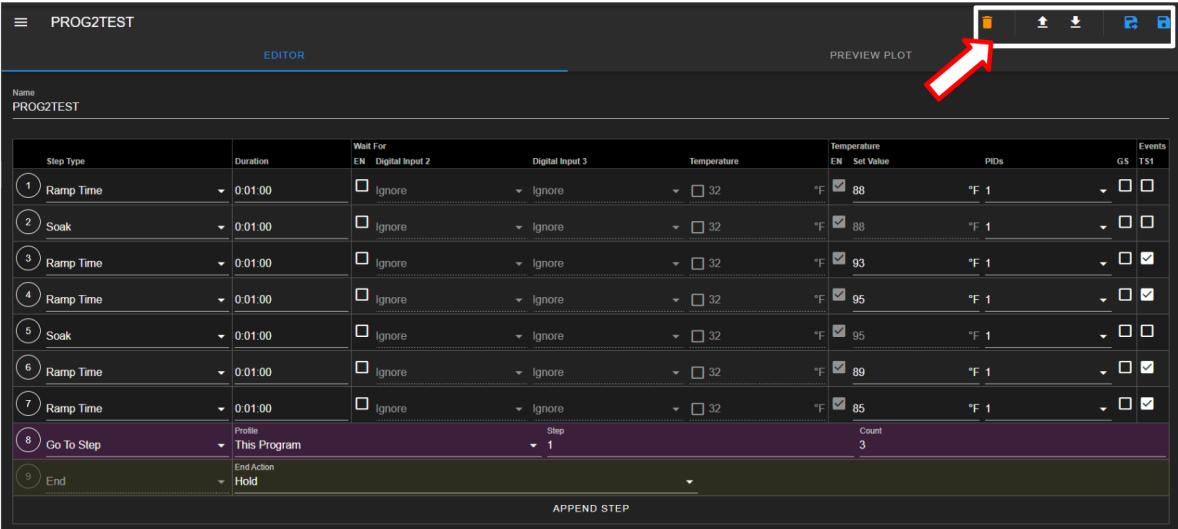 PROG2TEST
EDITOR PREVIEW PLOT
Name
PROG2TEST
Wait For Temperature Events
Step Type Duration EN Digital Input 2 Digital Input 3 Temperature EN Set Value PIDs GS TS1
1 Ramp Time 0:01:00 Ignore Ignore 32 °F 88 °F 1
2 Soak 0:01:00 Ignore Ignore 32 °F 88 °F 1
3 Ramp Time 0:01:00 Ignore Ignore 32 °F 93 °F 1
4 Ramp Time 0:01:00 Ignore Ignore 32 °F 95 °F 1
5 Soak 0:01:00 Ignore Ignore 32 °F 95 °F 1
6 Ramp Time 0:01:00 Ignore Ignore 32 °F 89 °F 1
7 Ramp Time 0:01:00 Ignore Ignore 32 °F 85 °F 1
Profile Step Count
8 Go To Step This Program 1 3
End Action
9 End Hold
APPEND STEP